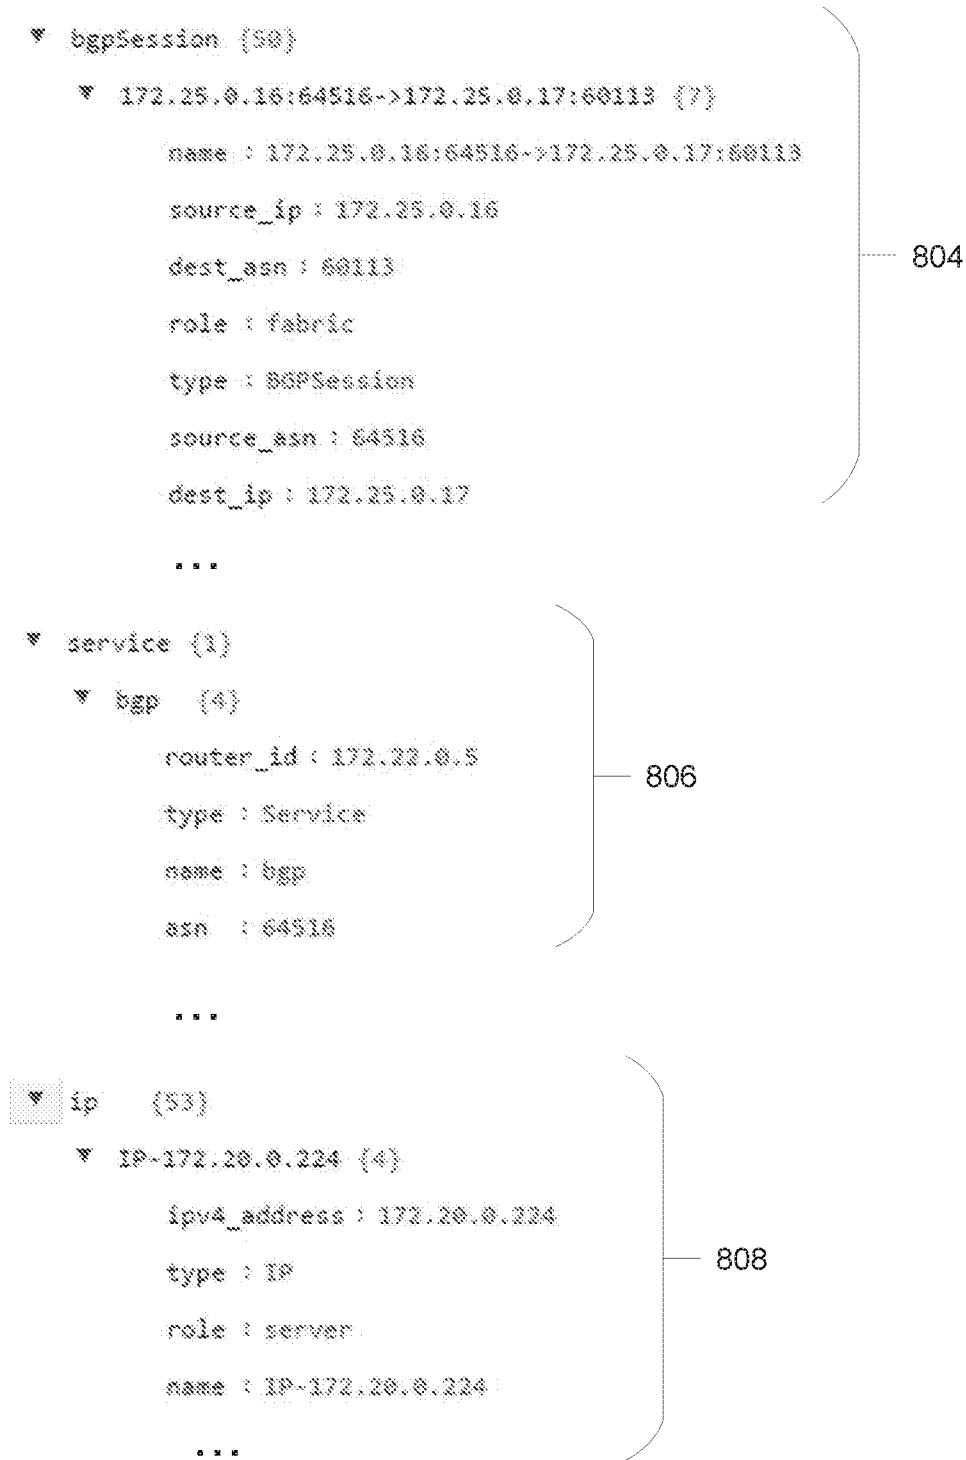 ▼ bgpSession {50}
▼ 172.25.0.16:64516->172.25.0.17:60113 {7}
name : 172.25.0.16:64516->172.25.0.17:60113
source_ip : 172.25.0.16
dest_asn : 60113
role : fabric
type : BGPSession
source_asn : 64516
dest_ip : 172.25.0.17
...
804
▼ service {1}
▼ bgp {4}
router_id : 172.22.0.5
type : Service
name : bgp
asn : 64516
...
806
▼ ip {53}
▼ IP-172.20.0.224 {4}
ipv4_address : 172.20.0.224
type : IP
role : server
name : IP-172.20.0.224
...
808